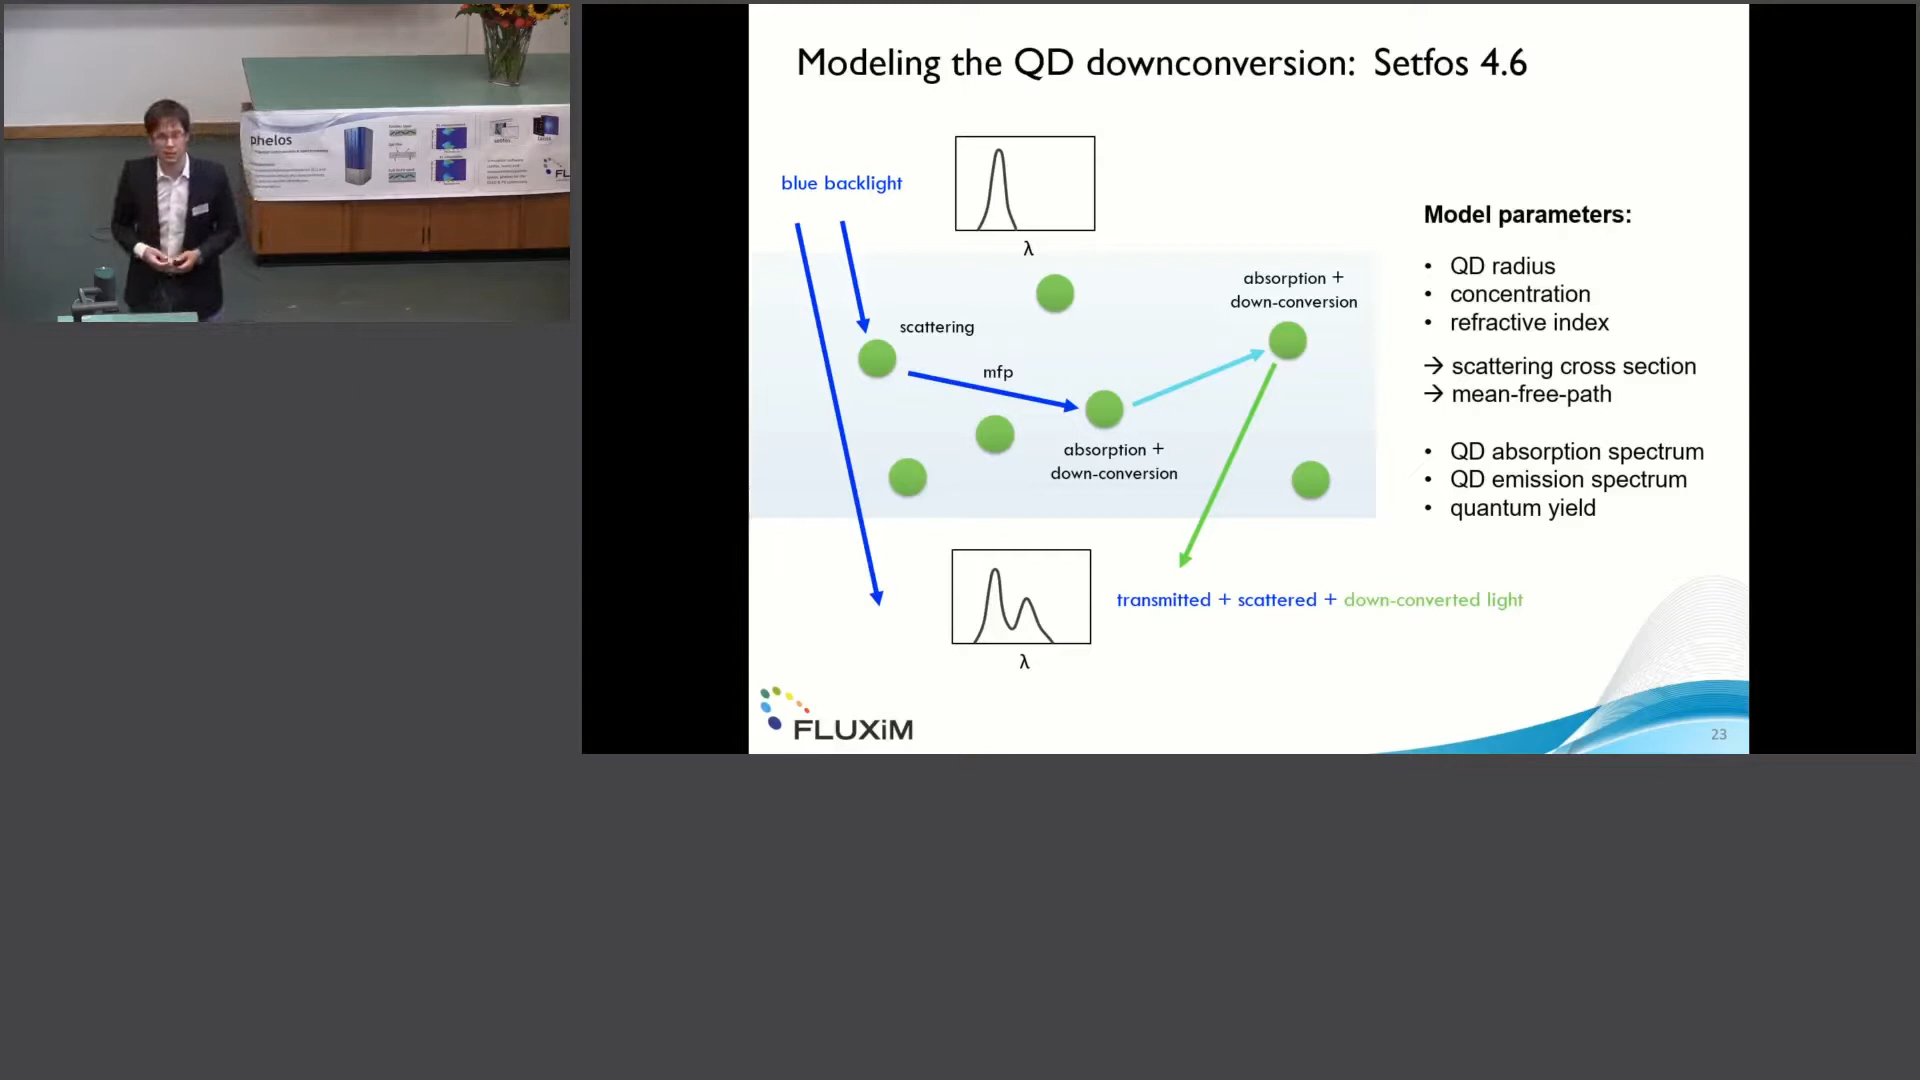 phelos
setfos
Modeling the QD downconversion: Setfos 4.6
blue backlight
λ
absorption +
down-conversion
scattering
mfp
absorption +
down-conversion
λ
transmitted + scattered + down-converted light
Model parameters:
• QD radius
• concentration
• refractive index
→ scattering cross section
→ mean-free-path
• QD absorption spectrum
• QD emission spectrum
• quantum yield
FLUXiM
23